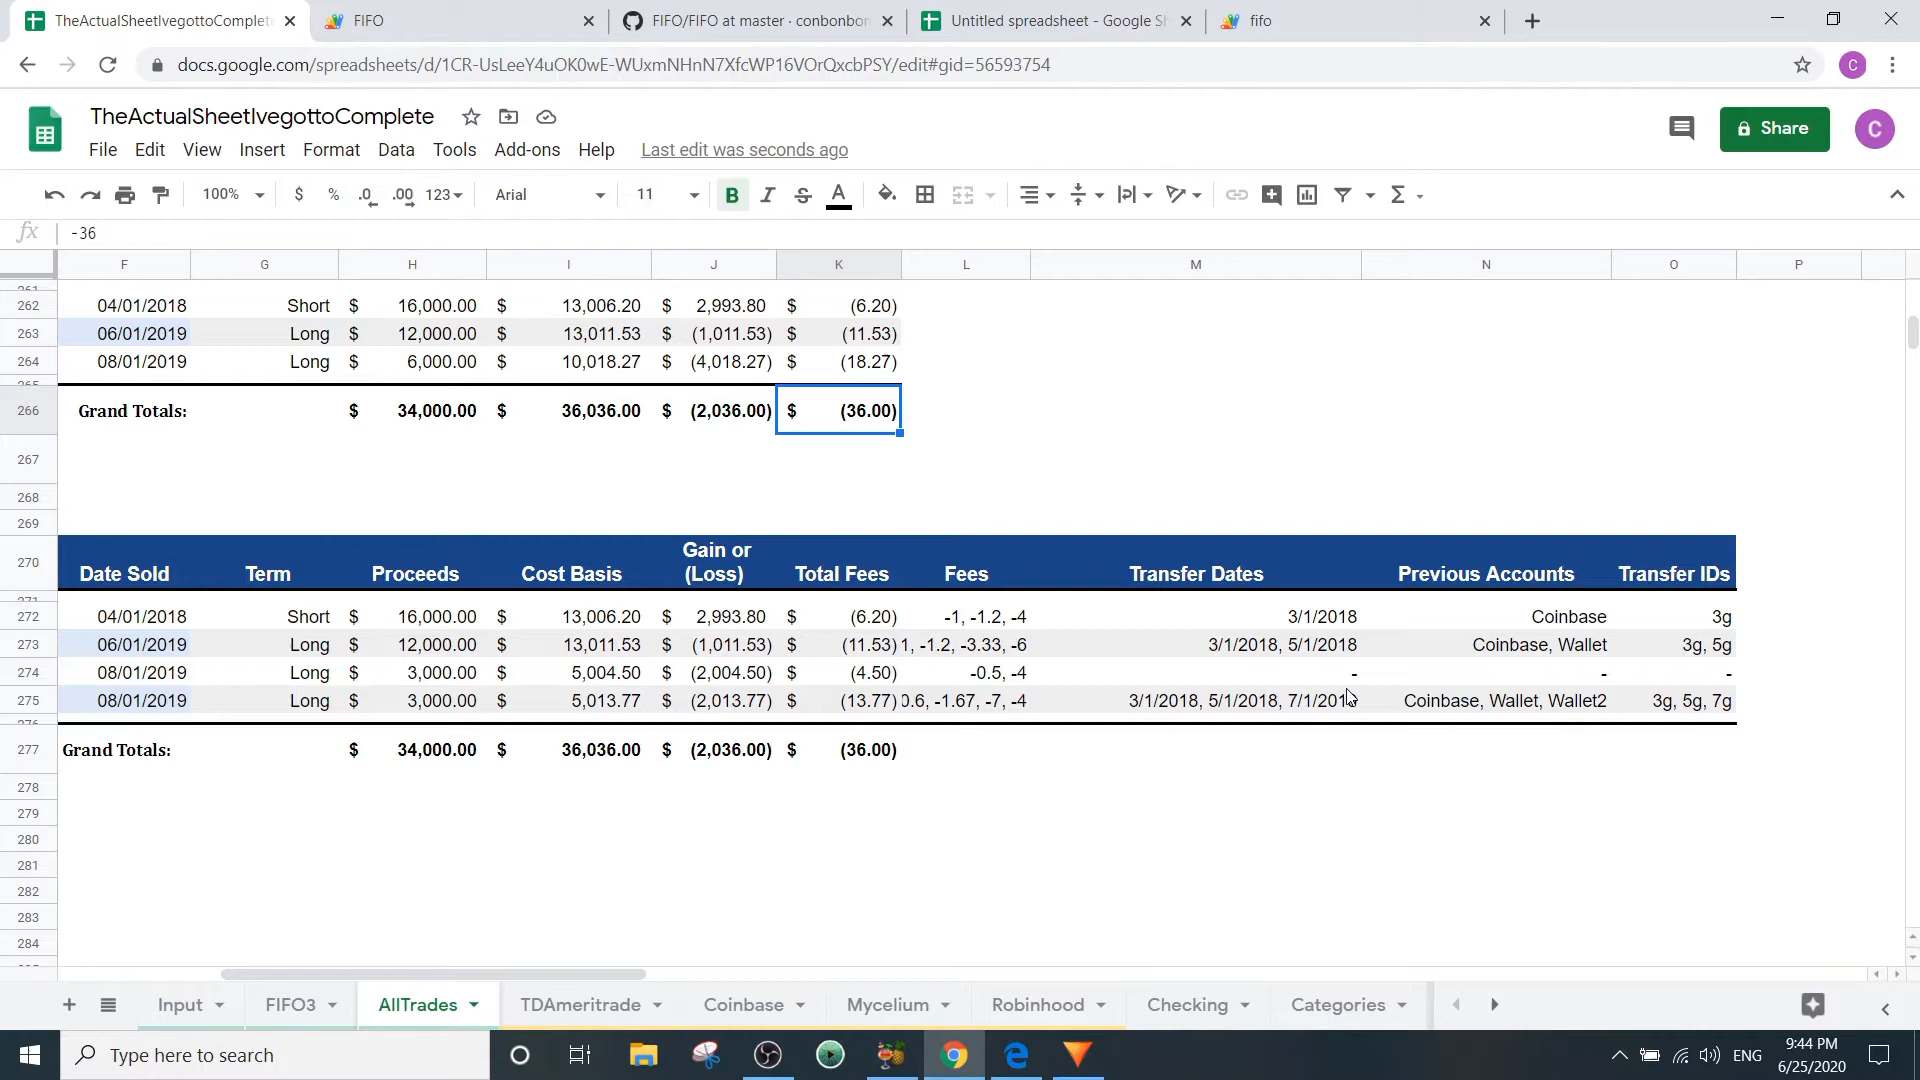 TheActualSheetIvegottoComplete
FIFO
FIFO/FIFO at master · conbonbon
Untitled spreadsheet - Google Sh
fifo
docs.google.com/spreadsheets/d/1CR-UsLeeY4uOK0wE-WUxmNHnN7XfcWP16VOrQxcbPSY/edit#gid=56593754
C
TheActualSheetIvegottoComplete
Share
C
File Edit View Insert Format Data Tools Add-ons Help Last edit was seconds ago
100% $ % .0 .00 123 Arial 11 B I S A Σ
fx -36
F G H I J K L M N O P
261
262 04/01/2018 Short $ 16,000.00 $ 13,006.20 $ 2,993.80 $ (6.20)
263 06/01/2019 Long $ 12,000.00 $ 13,011.53 $ (1,011.53) $ (11.53)
264 08/01/2019 Long $ 6,000.00 $ 10,018.27 $ (4,018.27) $ (18.27)
265
266 Grand Totals: $ 34,000.00 $ 36,036.00 $ (2,036.00) $ (36.00)
267
268
269
270 Date Sold Term Proceeds Cost Basis Gain or (Loss) Total Fees Fees Transfer Dates Previous Accounts Transfer IDs
271
272 04/01/2018 Short $ 16,000.00 $ 13,006.20 $ 2,993.80 $ (6.20) -1, -1.2, -4 3/1/2018 Coinbase 3g
273 06/01/2019 Long $ 12,000.00 $ 13,011.53 $ (1,011.53) $ (11.53) 1, -1.2, -3.33, -6 3/1/2018, 5/1/2018 Coinbase, Wallet 3g, 5g
274 08/01/2019 Long $ 3,000.00 $ 5,004.50 $ (2,004.50) $ (4.50) -0.5, -4 - - -
275 08/01/2019 Long $ 3,000.00 $ 5,013.77 $ (2,013.77) $ (13.77) 0.6, -1.67, -7, -4 3/1/2018, 5/1/2018, 7/1/2018 Coinbase, Wallet, Wallet2 3g, 5g, 7g
276
277 Grand Totals: $ 34,000.00 $ 36,036.00 $ (2,036.00) $ (36.00)
278
279
280
281
282
283
284
Input FIFO3 AllTrades TDAmeritrade Coinbase Mycelium Robinhood Checking Categories
Type here to search
ENG
9:44 PM
6/25/2020